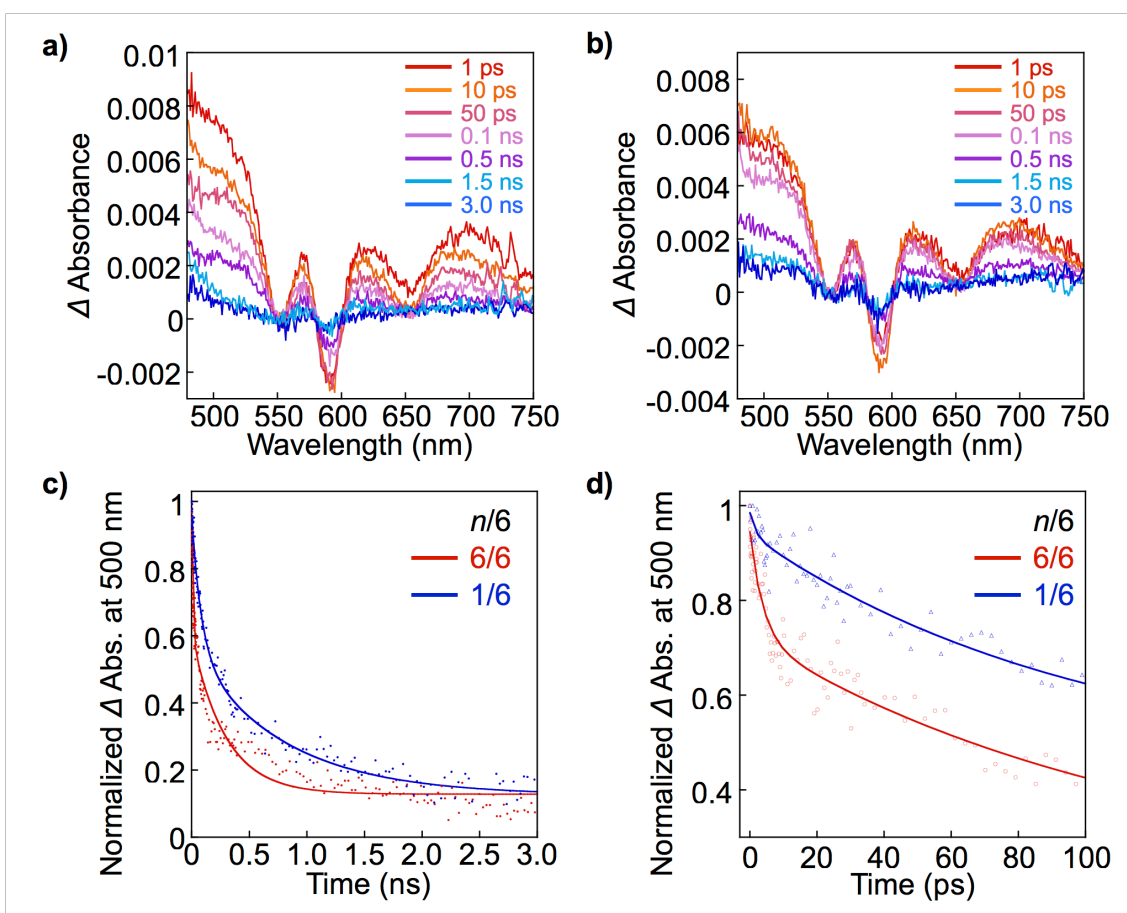 a)
0.01
0.008
0.006
0.004
0.002
0
-0.002
Δ Absorbance
1 ps
10 ps
50 ps
0.1 ns
0.5 ns
1.5 ns
3.0 ns
500 550 600 650 700 750
Wavelength (nm)
b)
0.008
0.006
0.004
0.002
0
-0.002
-0.004
Δ Absorbance
1 ps
10 ps
50 ps
0.1 ns
0.5 ns
1.5 ns
3.0 ns
500 550 600 650 700 750
Wavelength (nm)
c)
1
0.8
0.6
0.4
0.2
0
Normalized Δ Abs. at 500 nm
n/6
6/6
1/6
0 0.5 1.0 1.5 2.0 2.5 3.0
Time (ns)
d)
1
0.8
0.6
0.4
Normalized Δ Abs. at 500 nm
n/6
6/6
1/6
0 20 40 60 80 100
Time (ps)